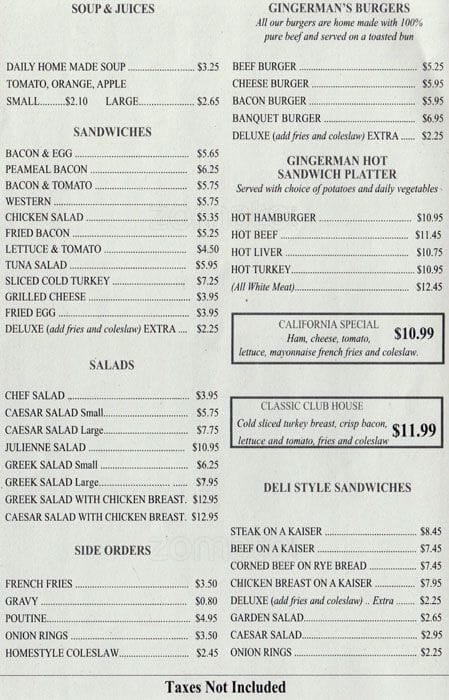 SOUP & JUICES
DAILY HOME MADE SOUP ........................ $3.25
TOMATO, ORANGE, APPLE
SMALL.........$2.10 LARGE.................... $2.65
SANDWICHES
BACON & EGG ........................................ $5.65
PEAMEAL BACON ................................... $6.25
BACON & TOMATO .................................. $5.75
WESTERN ............................................... $5.75
CHICKEN SALAD .................................... $5.35
FRIED BACON ........................................ $5.25
LETTUCE & TOMATO .............................. $4.50
TUNA SALAD ......................................... $5.95
SLICED COLD TURKEY .......................... $7.25
GRILLED CHEESE ................................... $3.95
FRIED EGG ............................................. $3.95
DELUXE (add fries and coleslaw) EXTRA .... $2.25
SALADS
CHEF SALAD .......................................... $3.95
CAESAR SALAD Small............................. $5.75
CAESAR SALAD Large............................. $7.75
JULIENNE SALAD .................................. $10.95
GREEK SALAD Small .............................. $6.25
GREEK SALAD Large........................ ..... $7.95
GREEK SALAD WITH CHICKEN BREAST. $12.95
CAESAR SALAD WITH CHICKEN BREAST. $12.95
SIDE ORDERS
FRENCH FRIES ....................................... $3.50
GRAVY ................................................... $0.80
POUTINE................................................. $4.95
ONION RINGS ........................................ $3.50
HOMESTYLE COLESLAW......................... $2.45
GINGERMAN'S BURGERS
All our burgers are home made with 100%
pure beef and served on a toasted bun
BEEF BURGER ........................................ $5.25
CHEESE BURGER .................................... $5.95
BACON BURGER ..................................... $5.95
BANQUET BURGER ................................. $6.95
DELUXE (add fries and coleslaw) EXTRA ..... $2.25
GINGERMAN HOT
SANDWICH PLATTER
Served with choice of potatoes and daily vegetables
HOT HAMBURGER ................................. $10.95
HOT BEEF ............................................. $11.45
HOT LIVER ........................................... $10.75
HOT TURKEY......................................... $10.95
(All White Meat)..................................... $12.45
CALIFORNIA SPECIAL
Ham, cheese, tomato, $10.99
lettuce, mayonnaise french fries and coleslaw.
CLASSIC CLUB HOUSE
Cold sliced turkey breast, crisp bacon, $11.99
lettuce and tomato, fries and coleslaw
DELI STYLE SANDWICHES
STEAK ON A KAISER ............................... $8.45
BEEF ON A KAISER ................................. $7.45
CORNED BEEF ON RYE BREAD ................ $7.45
CHICKEN BREAST ON A KAISER .............. $7.95
DELUXE (add fries and coleslaw) .. Extra ....... $2.25
GARDEN SALAD...................................... $2.65
CAESAR SALAD....................................... $2.95
ONION RINGS ........................................ $2.25
Taxes Not Included
zomato